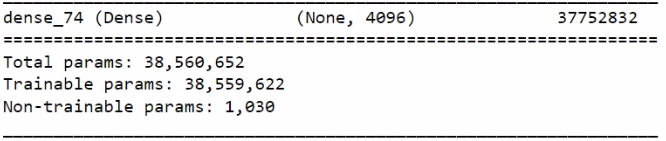 dense_74 (Dense) (None, 4096) 37752832
=================================================================
Total params: 38,560,652
Trainable params: 38,559,622
Non-trainable params: 1,030